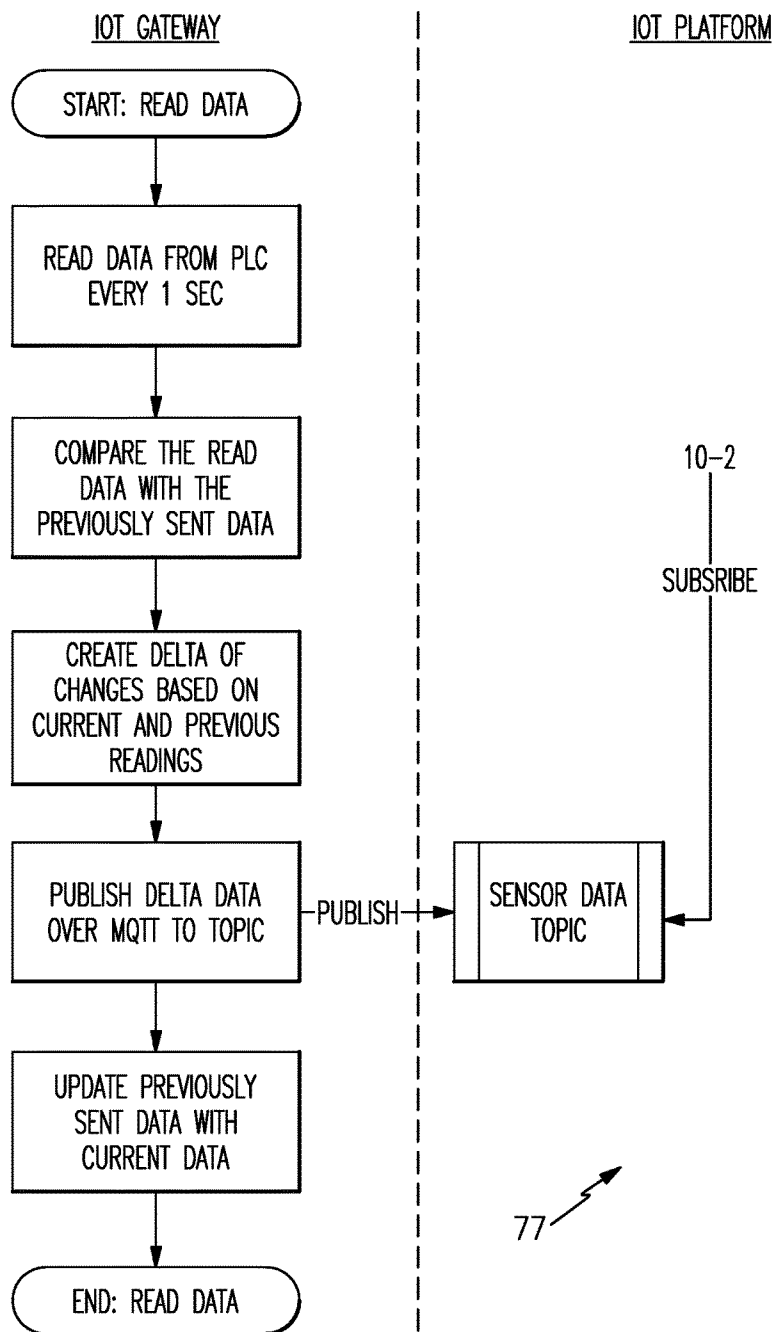 IOT GATEWAY
IOT PLATFORM
START: READ DATA
READ DATA FROM PLC
EVERY 1 SEC
COMPARE THE READ
DATA WITH THE
PREVIOUSLY SENT DATA
10-2
SUBSRIBE
CREATE DELTA OF
CHANGES BASED ON
CURRENT AND PREVIOUS
READINGS
PUBLISH DELTA DATA
OVER MQTT TO TOPIC
PUBLISH
SENSOR DATA
TOPIC
UPDATE PREVIOUSLY
SENT DATA WITH
CURRENT DATA
77
END: READ DATA